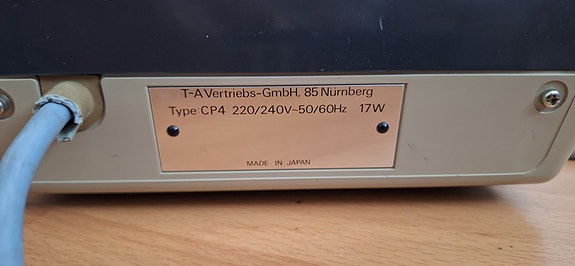 T-A Vertriebs-GmbH, 85 Nürnberg
Type:CP4 220/240V~50/60Hz 17W
MADE IN JAPAN